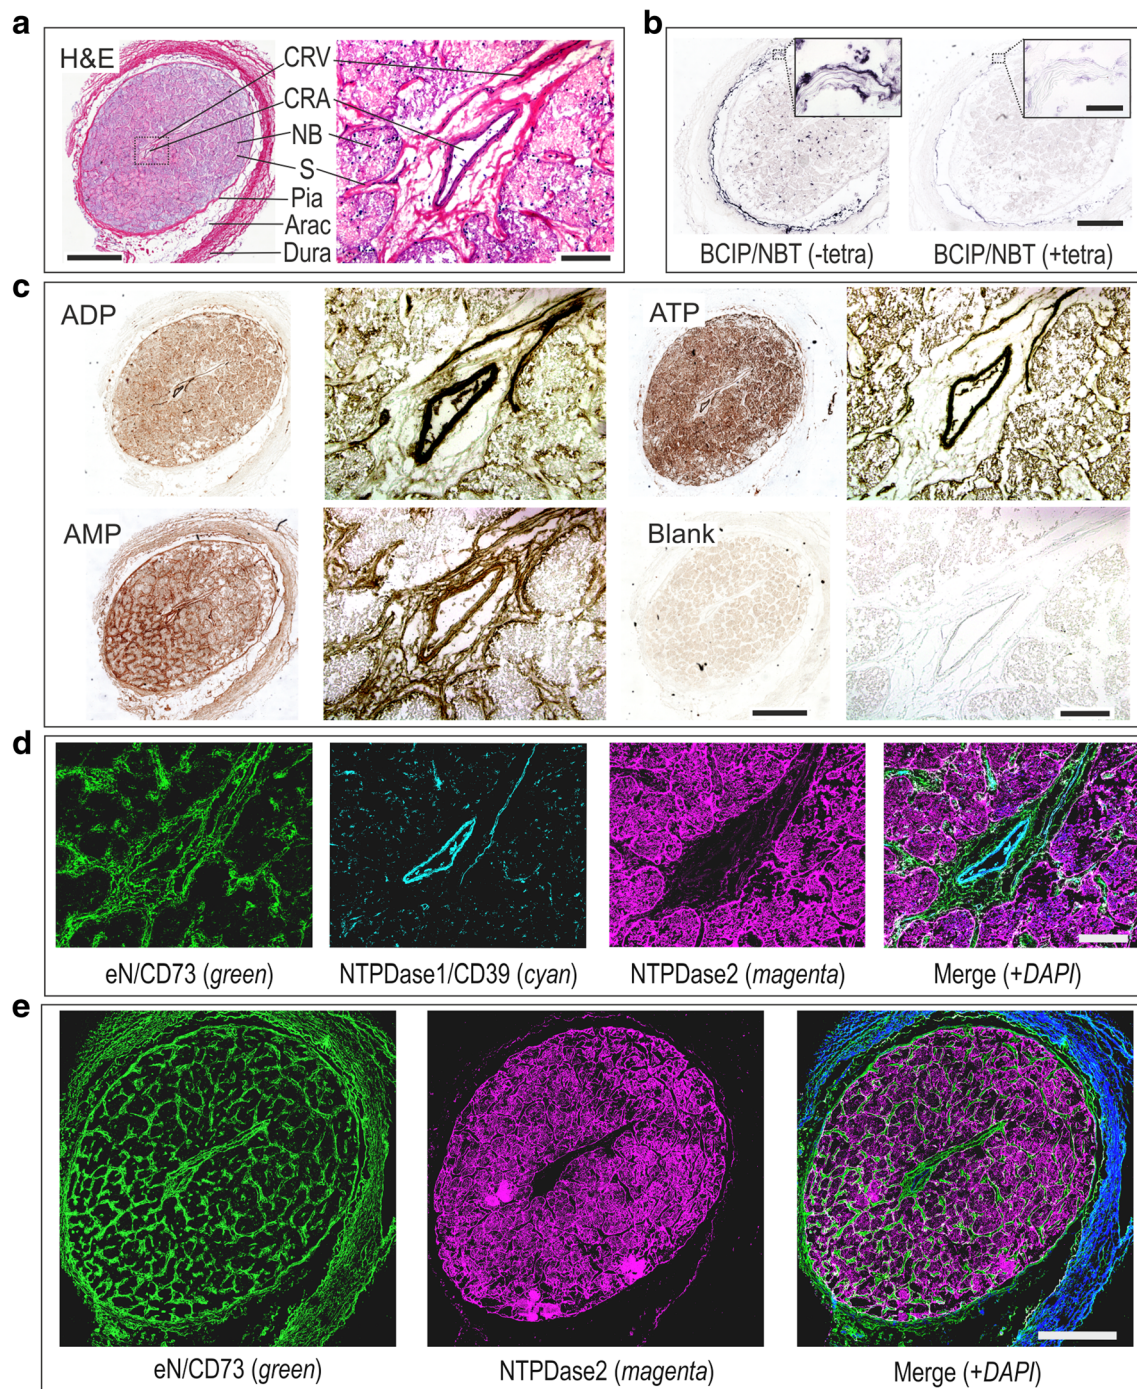 a
H&E
CRV
CRA
NB
S
Pia
Arac
Dura
b
BCIP/NBT (-tetra)
BCIP/NBT (+tetra)
c
ADP
ATP
AMP
Blank
d
eN/CD73 (green)
NTPDase1/CD39 (cyan)
NTPDase2 (magenta)
Merge (+DAPI)
e
eN/CD73 (green)
NTPDase2 (magenta)
Merge (+DAPI)